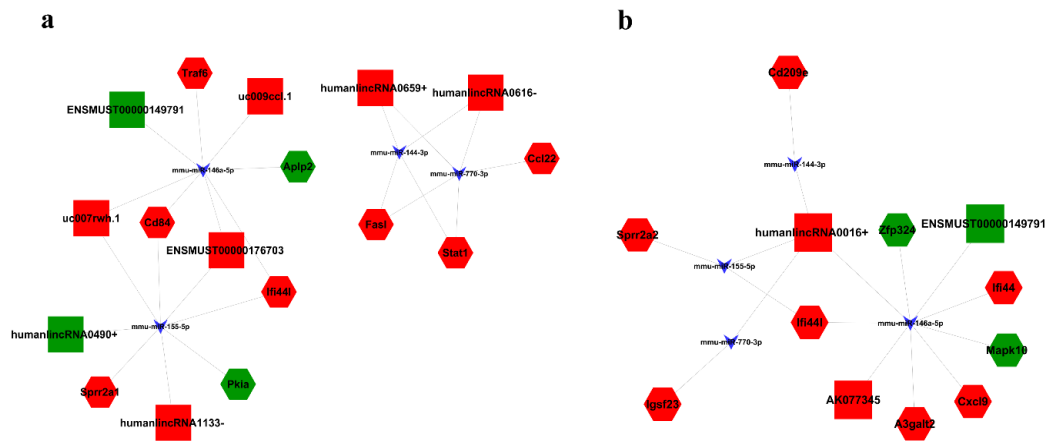 a
b
Traf6
uc009ccl.1
ENSMUST00000149791
mmu-miR-146a-5p
Aplp2
uc007rwh.1
Cd84
ENSMUST00000176703
Ifi44l
mmu-miR-155-5p
humanlincRNA0490+
Sprr2a1
Pkia
humanlincRNA1133-
humanlincRNA0659+
humanlincRNA0616-
mmu-miR-144-3p
mmu-miR-770-3p
Ccl22
Fasl
Stat1
Cd209e
mmu-miR-144-3p
Sprr2a2
humanlincRNA0016+
Zfp324
ENSMUST00000149791
mmu-miR-155-5p
Ifi44
Ifi44l
mmu-miR-146a-5p
mmu-miR-770-3p
Mapk10
Igsf23
AK077345
A3galt2
Cxcl9